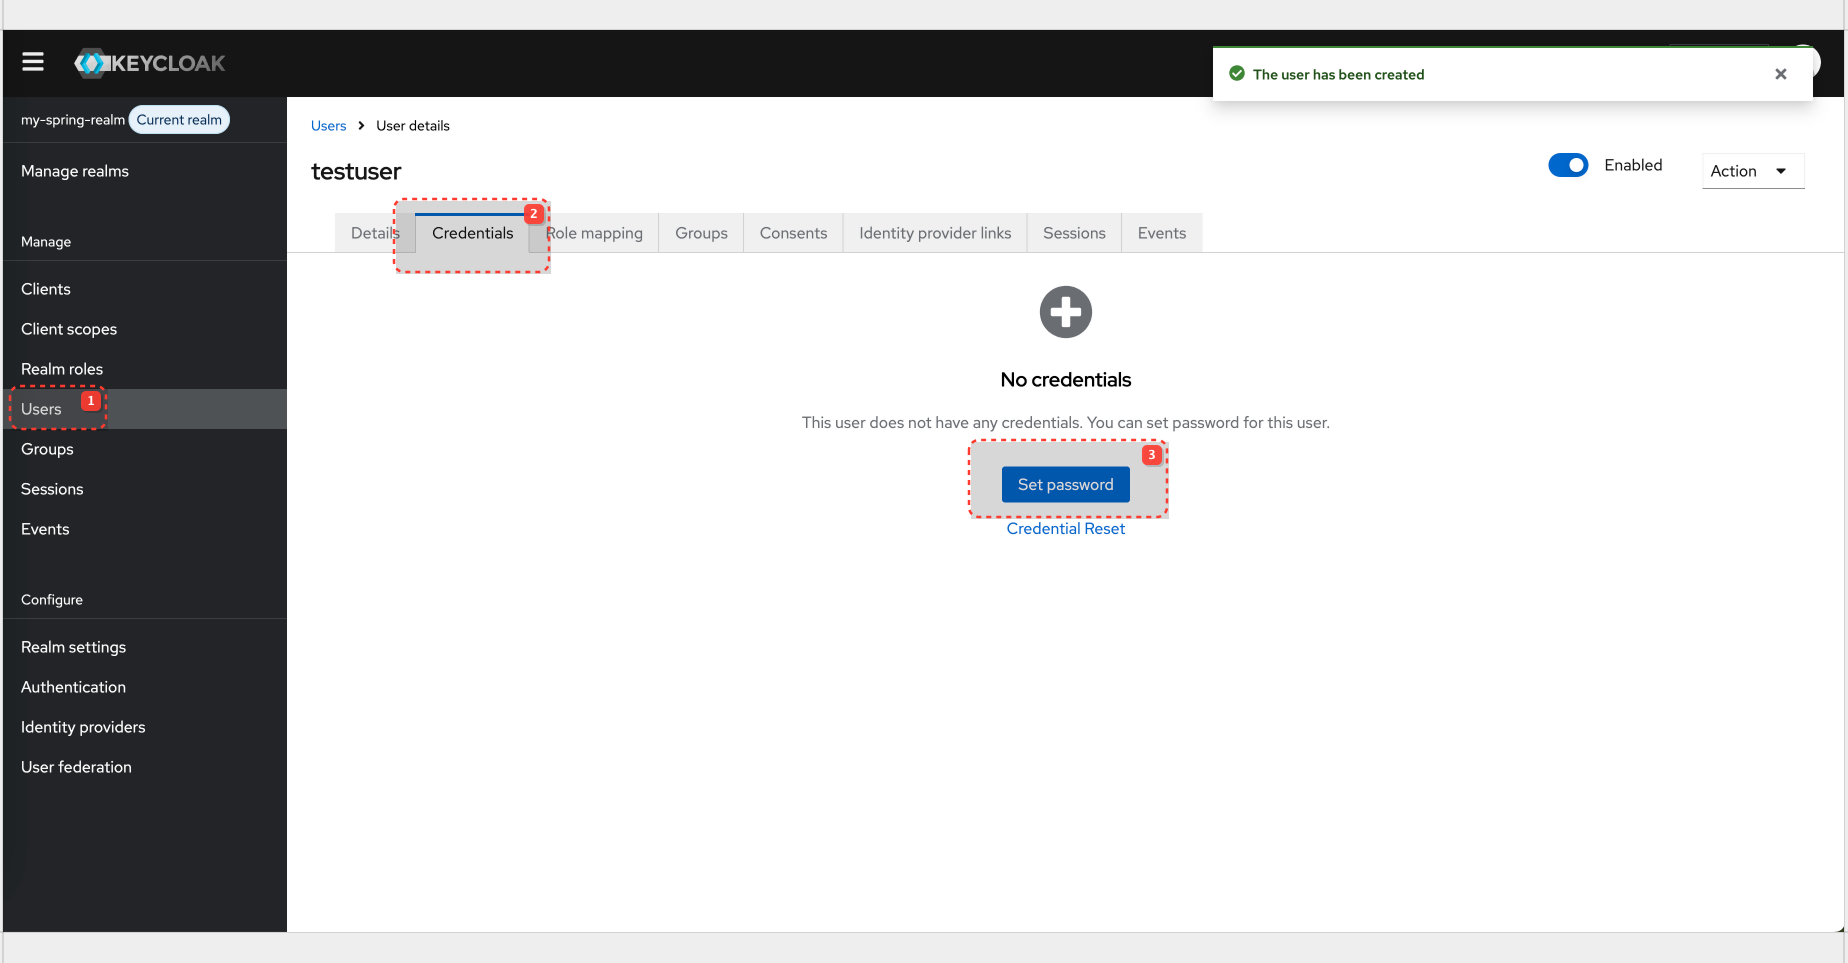 KEYCLOAK
The user has been created
my-spring-realm Current realm
Manage realms
Manage
Clients
Client scopes
Realm roles
Users 1
Groups
Sessions
Events
Configure
Realm settings
Authentication
Identity providers
User federation
Users > User details
testuser
Enabled
Action
Details Credentials 2 Role mapping Groups Consents Identity provider links Sessions Events
No credentials
This user does not have any credentials. You can set password for this user.
3
Set password
Credential Reset